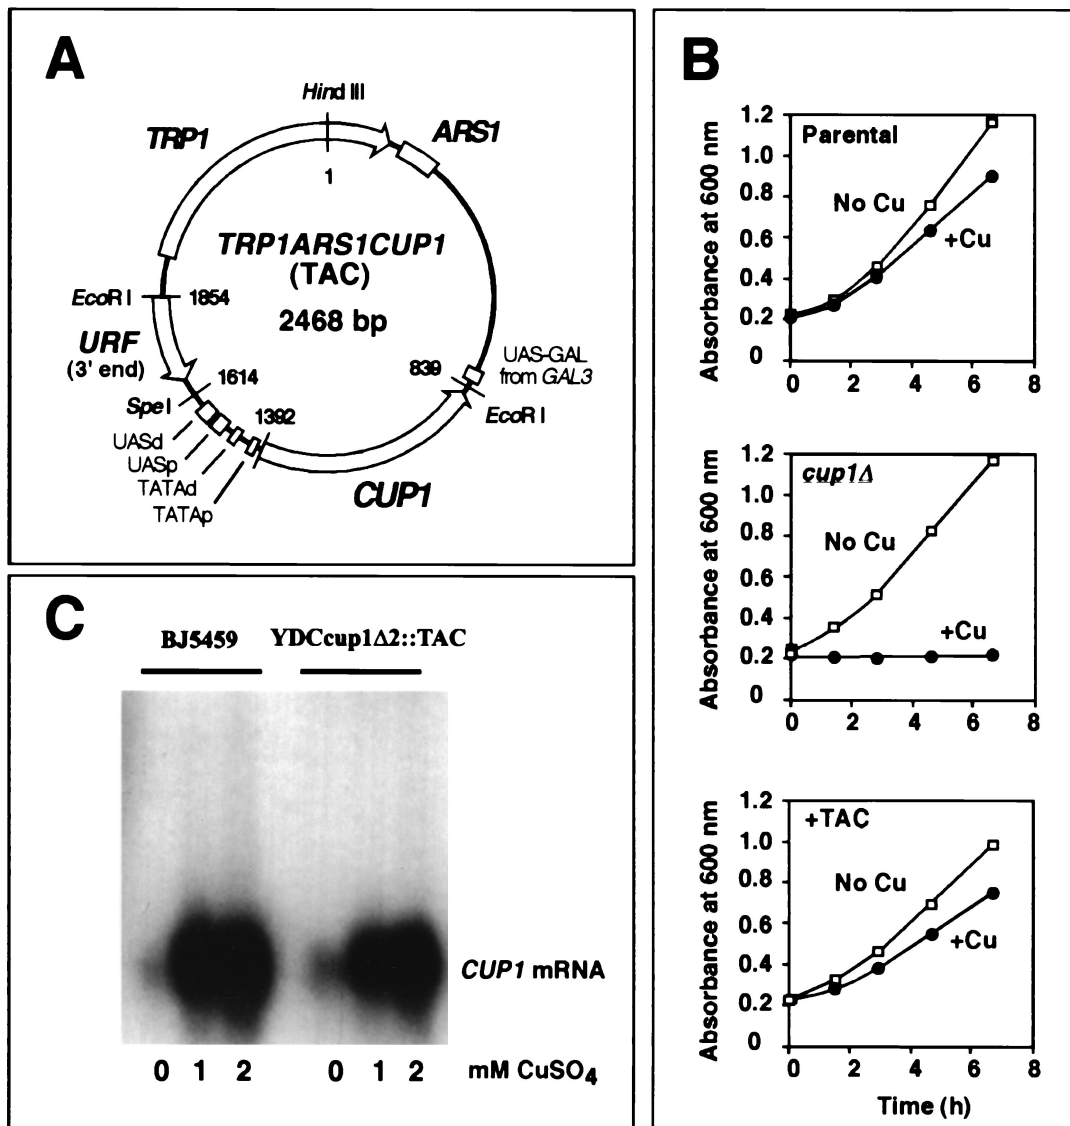 A
Hind III
TRP1
ARS1
1
TRP1ARS1CUP1
(TAC)
2468 bp
EcoR I
1854
URF
(3' end)
1614
839
UAS-GAL
from GAL3
SpeI
1392
EcoR I
UASd
UASp
TATAd
TATAp
CUP1
B
Absorbance at 600 nm
1.2
1.0
0.8
0.6
0.4
0.2
0
Parental
No Cu
+Cu
0 2 4 6 8
Absorbance at 600 nm
1.2
1.0
0.8
0.6
0.4
0.2
0
cup1Δ
No Cu
+Cu
0 2 4 6 8
Absorbance at 600 nm
1.2
1.0
0.8
0.6
0.4
0.2
0
+TAC
No Cu
+Cu
0 2 4 6 8
Time (h)
C
BJ5459 YDCcup1Δ2::TAC
CUP1 mRNA
0 1 2 0 1 2 mM CuSO4